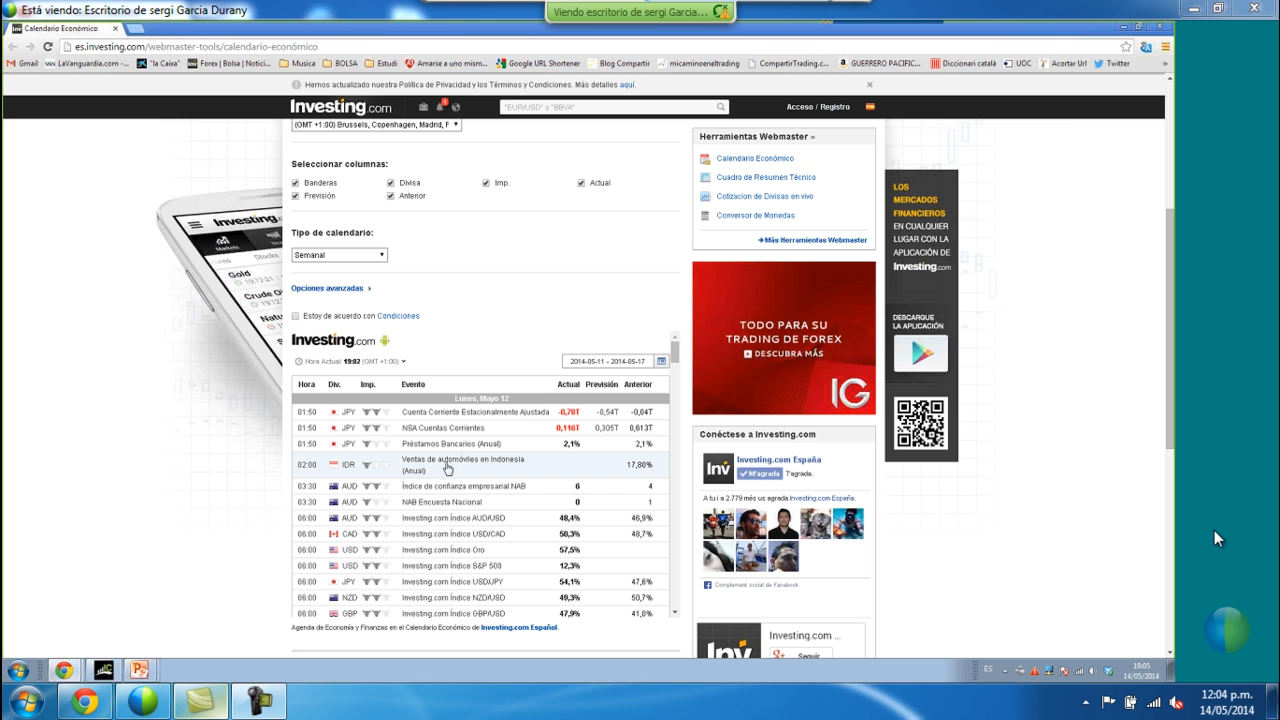 Está viendo: Escritorio de sergi Garcia Durany
Viendo escritorio de sergi Garcia...
Calendario Económico
es.investing.com/webmaster-tools/calendario-económico
Gmail LaVanguardia.com -... "la Caixa" Forex | Bolsa | Notici... Musica BOLSA Estudi Amarse a uno mism... Google URL Shortener Blog Compartir micaminoeneltrading CompartirTrading.c... GUERRERO PACIFIC... Diccionari català UOC Acortar Url Twitter
Hemos actualizado nuestra Política de Privacidad y los Términos y Condiciones. Más detalles aquí.
Investing.com
"EUR/USD" o "BBVA"
Acceso / Registro
(GMT +1:00) Brussels, Copenhagen, Madrid, F
Seleccionar columnas:
Banderas Divisa Imp. Actual
Previsión Anterior
Tipo de calendario:
Semanal
Opciones avanzadas ›
Estoy de acuerdo con Condiciones
Investing.com
Hora Actual: 19:02 (GMT +1:00)
2014-05-11 - 2014-05-17
Hora Div. Imp. Evento Actual Previsión Anterior
Lunes, Mayo 12
01:50 JPY Cuenta Corriente Estacionalmente Ajustada -0,78T -0,54T -0,04T
01:50 JPY NSA Cuentas Corrientes 0,116T 0,305T 0,613T
01:50 JPY Préstamos Bancarios (Anual) 2,1% 2,1%
02:00 IDR Ventas de automóviles en Indonesia (Anual) 17,80%
03:30 AUD Índice de confianza empresarial NAB 6 4
03:30 AUD NAB Encuesta Nacional 0 1
06:00 AUD Investing.com Índice AUD/USD 48,4% 46,9%
06:00 CAD Investing.com Índice USD/CAD 50,3% 48,7%
06:00 USD Investing.com Índice Oro 57,5%
06:00 USD Investing.com Índice S&P 500 12,3%
06:00 JPY Investing.com Índice USD/JPY 54,1% 47,6%
06:00 NZD Investing.com Índice NZD/USD 49,3% 50,7%
06:00 GBP Investing.com Índice GBP/USD 47,9% 41,0%
Agenda de Economía y Finanzas en el Calendario Económico de Investing.com Español.
Herramientas Webmaster »
Calendario Económico
Cuadro de Resumen Técnico
Cotizacion de Divisas en vivo
Conversor de Monedas
Más Herramientas Webmaster
TODO PARA SU
TRADING DE FOREX
DESCUBRA MÁS
IG
Conéctese a Investing.com
Inv
Investing.com España
M'agrada T'agrada.
A tu i a 2.779 més us agrada Investing.com España.
Complement social de Facebook
Inv
Investing.com ...
Seguir
LOS
MERCADOS
FINANCIEROS
EN CUALQUIER
LUGAR CON LA
APLICACIÓN DE
Investing.com
DESCARGUE
LA APLICACIÓN
Investing.com
Markets
Stocks
Gold
19:12:21
Crude O
ES
19:05
14/05/2014
12:04 p.m.
14/05/2014